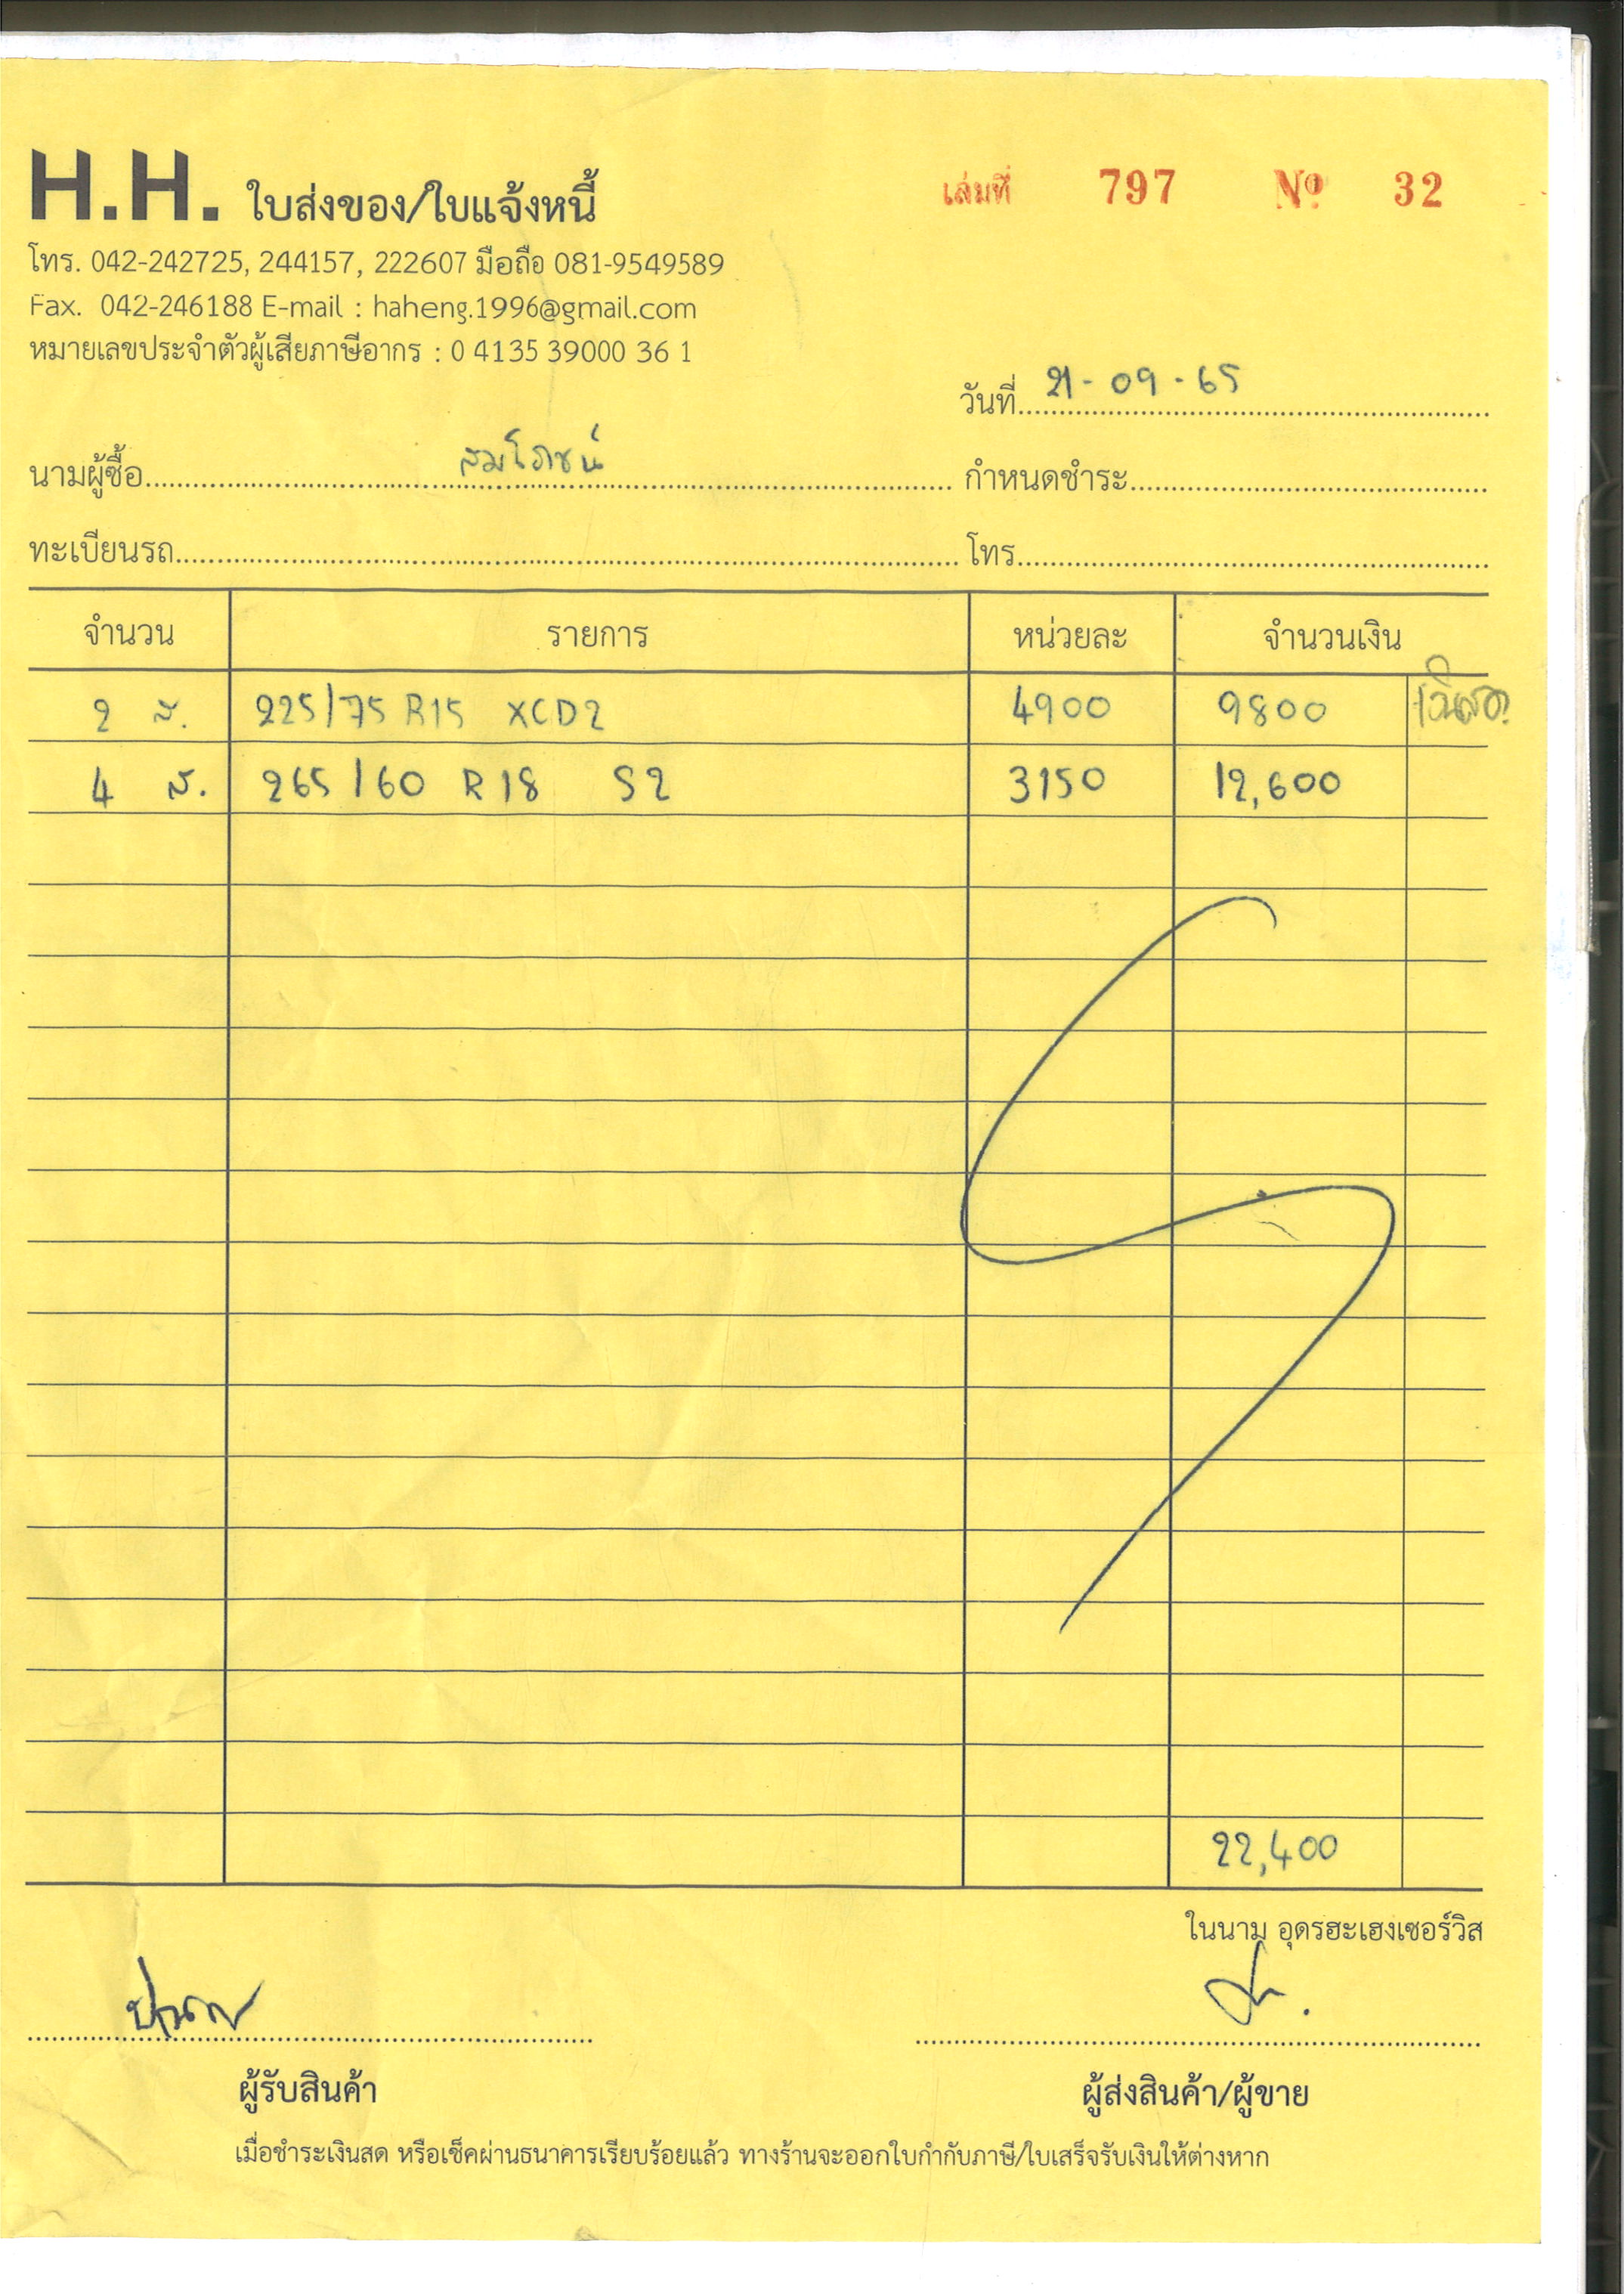 H.H. ใบส่งของ/ใบแจ้งหนี้ เล่มที่ 797 Nº 32
โทร. 042-242725, 244157, 222607 มือถือ 081-9549589
Fax. 042-246188 E-mail : haheng.1996@gmail.com
หมายเลขประจำตัวผู้เสียภาษีอากร : 0 4135 39000 36 1
วันที่ 21-09-65
นามผู้ซื้อ สมโภชน์ กำหนดชำระ
ทะเบียนรถ โทร
จำนวน รายการ หน่วยละ จำนวนเงิน
2 ส. 225/75 R15 XCD2 4900 9800 เงินสด
4 ส. 265/60 R18 S2 3150 12,600
22,400
ในนาม อุดรฮะเฮงเซอร์วิส
ผู้รับสินค้า ผู้ส่งสินค้า/ผู้ขาย
เมื่อชำระเงินสด หรือเช็คผ่านธนาคารเรียบร้อยแล้ว ทางร้านจะออกใบกำกับภาษี/ใบเสร็จรับเงินให้ต่างหาก